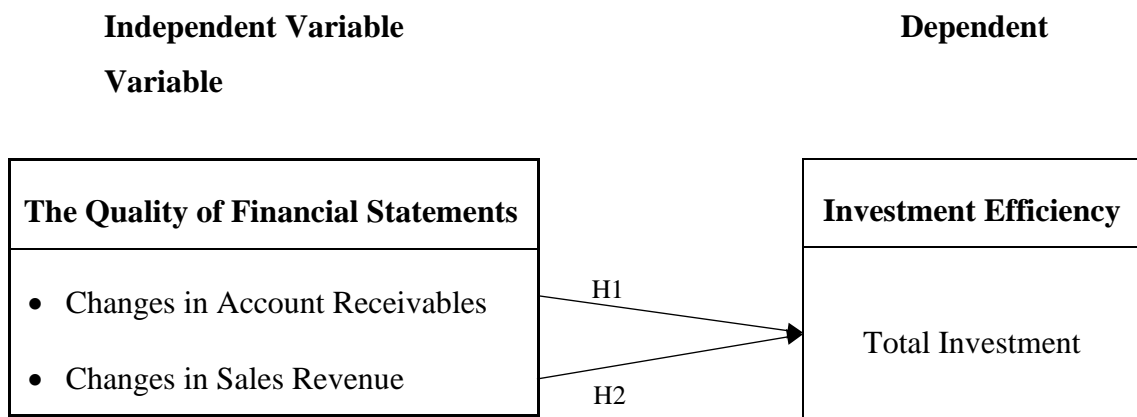 Independent Variable Dependent
Variable
The Quality of Financial Statements
• Changes in Account Receivables
• Changes in Sales Revenue
H1
H2
Investment Efficiency
Total Investment